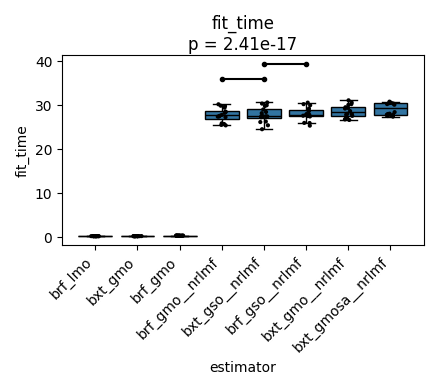 fit_time
p = 2.41e-17
40
30
20
10
0
fit_time
brf_lmo
bxt_gmo
brf_gmo
brf_gmo__nrlmf
bxt_gso__nrlmf
brf_gso__nrlmf
bxt_gmo__nrlmf
bxt_gmosa__nrlmf
estimator